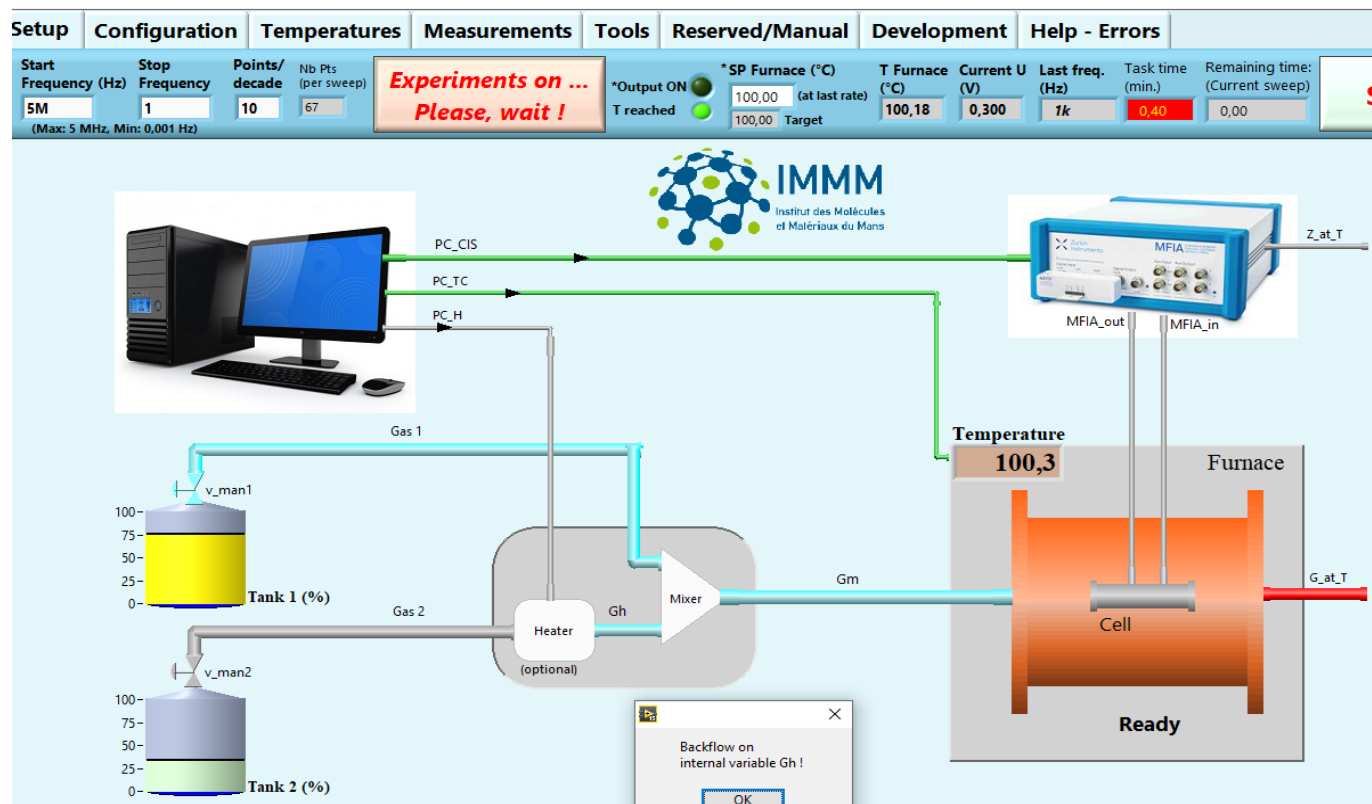 Setup
Configuration
Temperatures
Measurements
Tools
Reserved/Manual
Development
Help - Errors
Start
Frequency (Hz)
5M
Stop
Frequency
1
(Max: 5 MHz, Min: 0,001 Hz)
Points/
decade
10
Nb Pts
(per sweep)
67
Experiments on ...
Please, wait !
*Output ON
T reached
*SP Furnace (°C)
100,00 (at last rate)
100,00 Target
T Furnace
(°C)
100,18
Current U
(V)
0,300
Last freq.
(Hz)
1k
Task time
(min.)
0,40
Remaining time:
(Current sweep)
0,00
S
IMMM
Institut des Molécules
et Matériaux du Mans
PC_CIS
PC_TC
PC_H
Zurich
Instruments
MFIA
Z_at_T
MFIA_out
MFIA_in
Gas 1
v_man1
100
75
50
25
0
Tank 1 (%)
Gas 2
v_man2
100
75
50
25
0
Tank 2 (%)
Heater
(optional)
Gh
Mixer
Gm
Temperature
100,3
Furnace
Cell
G_at_T
Ready
Backflow on
internal variable Gh !
OK